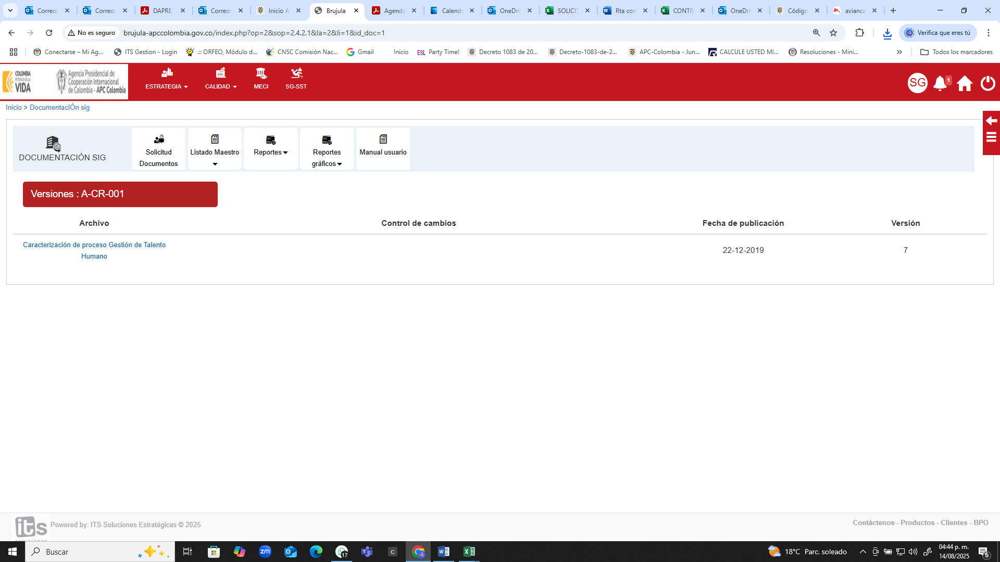 Correo:
Correo:
DAPRE
Correo:
Inicio A
Brujula
Agenda
Calenda
OneDri
SOLICIT
Rta con
CONTR
OneDri
Código
avianca
No es seguro
brujula-apccolombia.gov.co/index.php?op=2&sop=2.4.2.1&la=2&li=1&id_doc=1
Verifica que eres tú
Conectarse – Mi Ag...
ITS Gestion - Login
.:: ORFEO, Módulo d...
CNSC Comisión Nac...
Gmail
Inicio
ESL Party Time!
Decreto 1083 de 20...
Decreto-1083-de-2...
APC-Colombia - Jun...
CALCULE USTED MI...
Resoluciones - Mini...
Todos los marcadores
COLOMBIA
POTENCIA DE LA
VIDA
Agencia Presidencial de
Cooperación Internacional
de Colombia - APC Colombia
ESTRATEGIA
CALIDAD
MECI
SG-SST
SG
1
Inicio > DocumentaciÓn sig
DOCUMENTACIÓN SIG
Solicitud
Documentos
Listado Maestro
Reportes
Reportes
gráficos
Manual usuario
Versiones : A-CR-001
Archivo
Control de cambios
Fecha de publicación
Versión
Caracterización de proceso Gestión de Talento
Humano
22-12-2019
7
its
Powered by: ITS Soluciones Estratégicas © 2025
Contáctenos - Productos - Clientes - BPO
Buscar
zm
17
C
18°C Parc. soleado
04:44 p. m.
14/08/2025
6